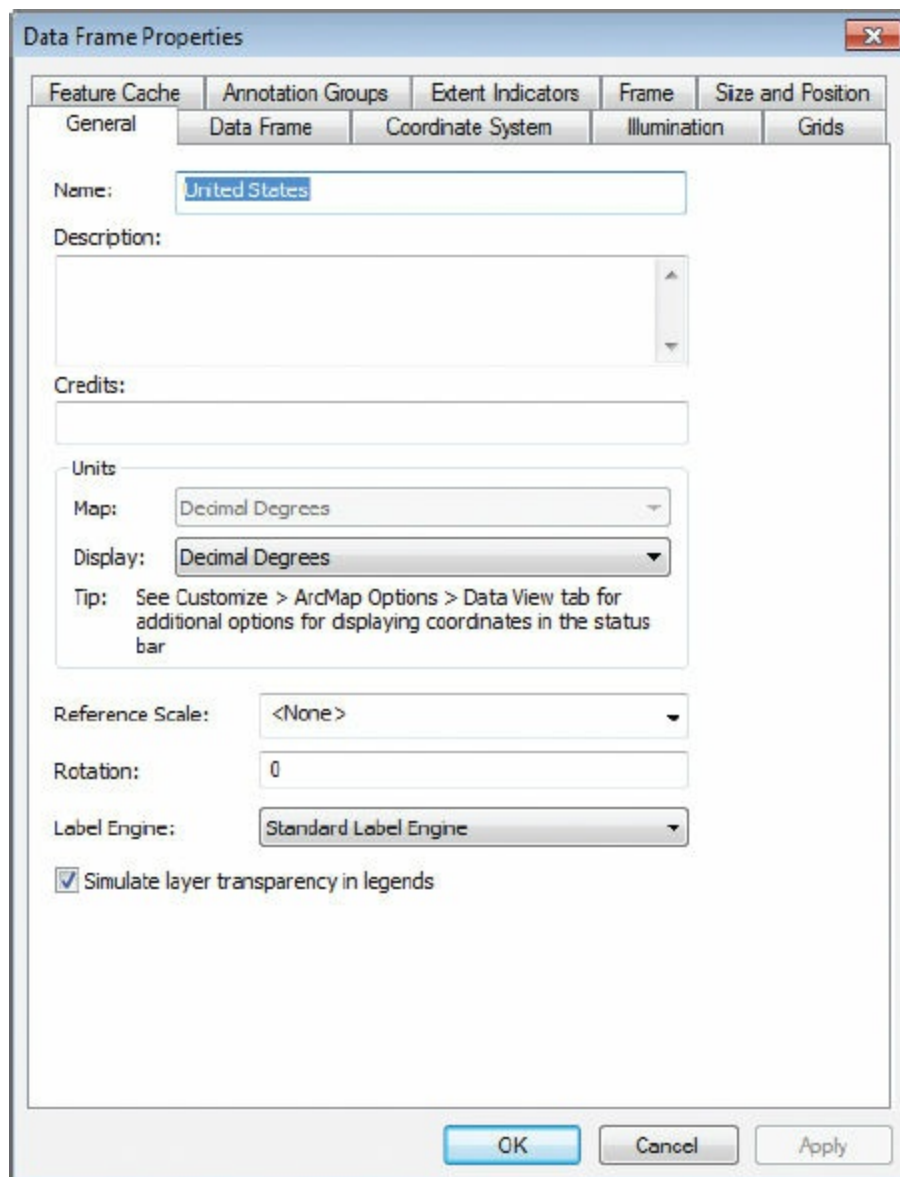 Data Frame Properties
Feature Cache
Annotation Groups
Extent Indicators
Frame
Size and Position
General
Data Frame
Coordinate System
Illumination
Grids
Name:
United States
Description:
Credits:
Units
Map:
Decimal Degrees
Display:
Decimal Degrees
Tip:
See Customize > ArcMap Options > Data View tab for
additional options for displaying coordinates in the status
bar
Reference Scale:
<None>
Rotation:
0
Label Engine:
Standard Label Engine
Simulate layer transparency in legends
OK
Cancel
Apply